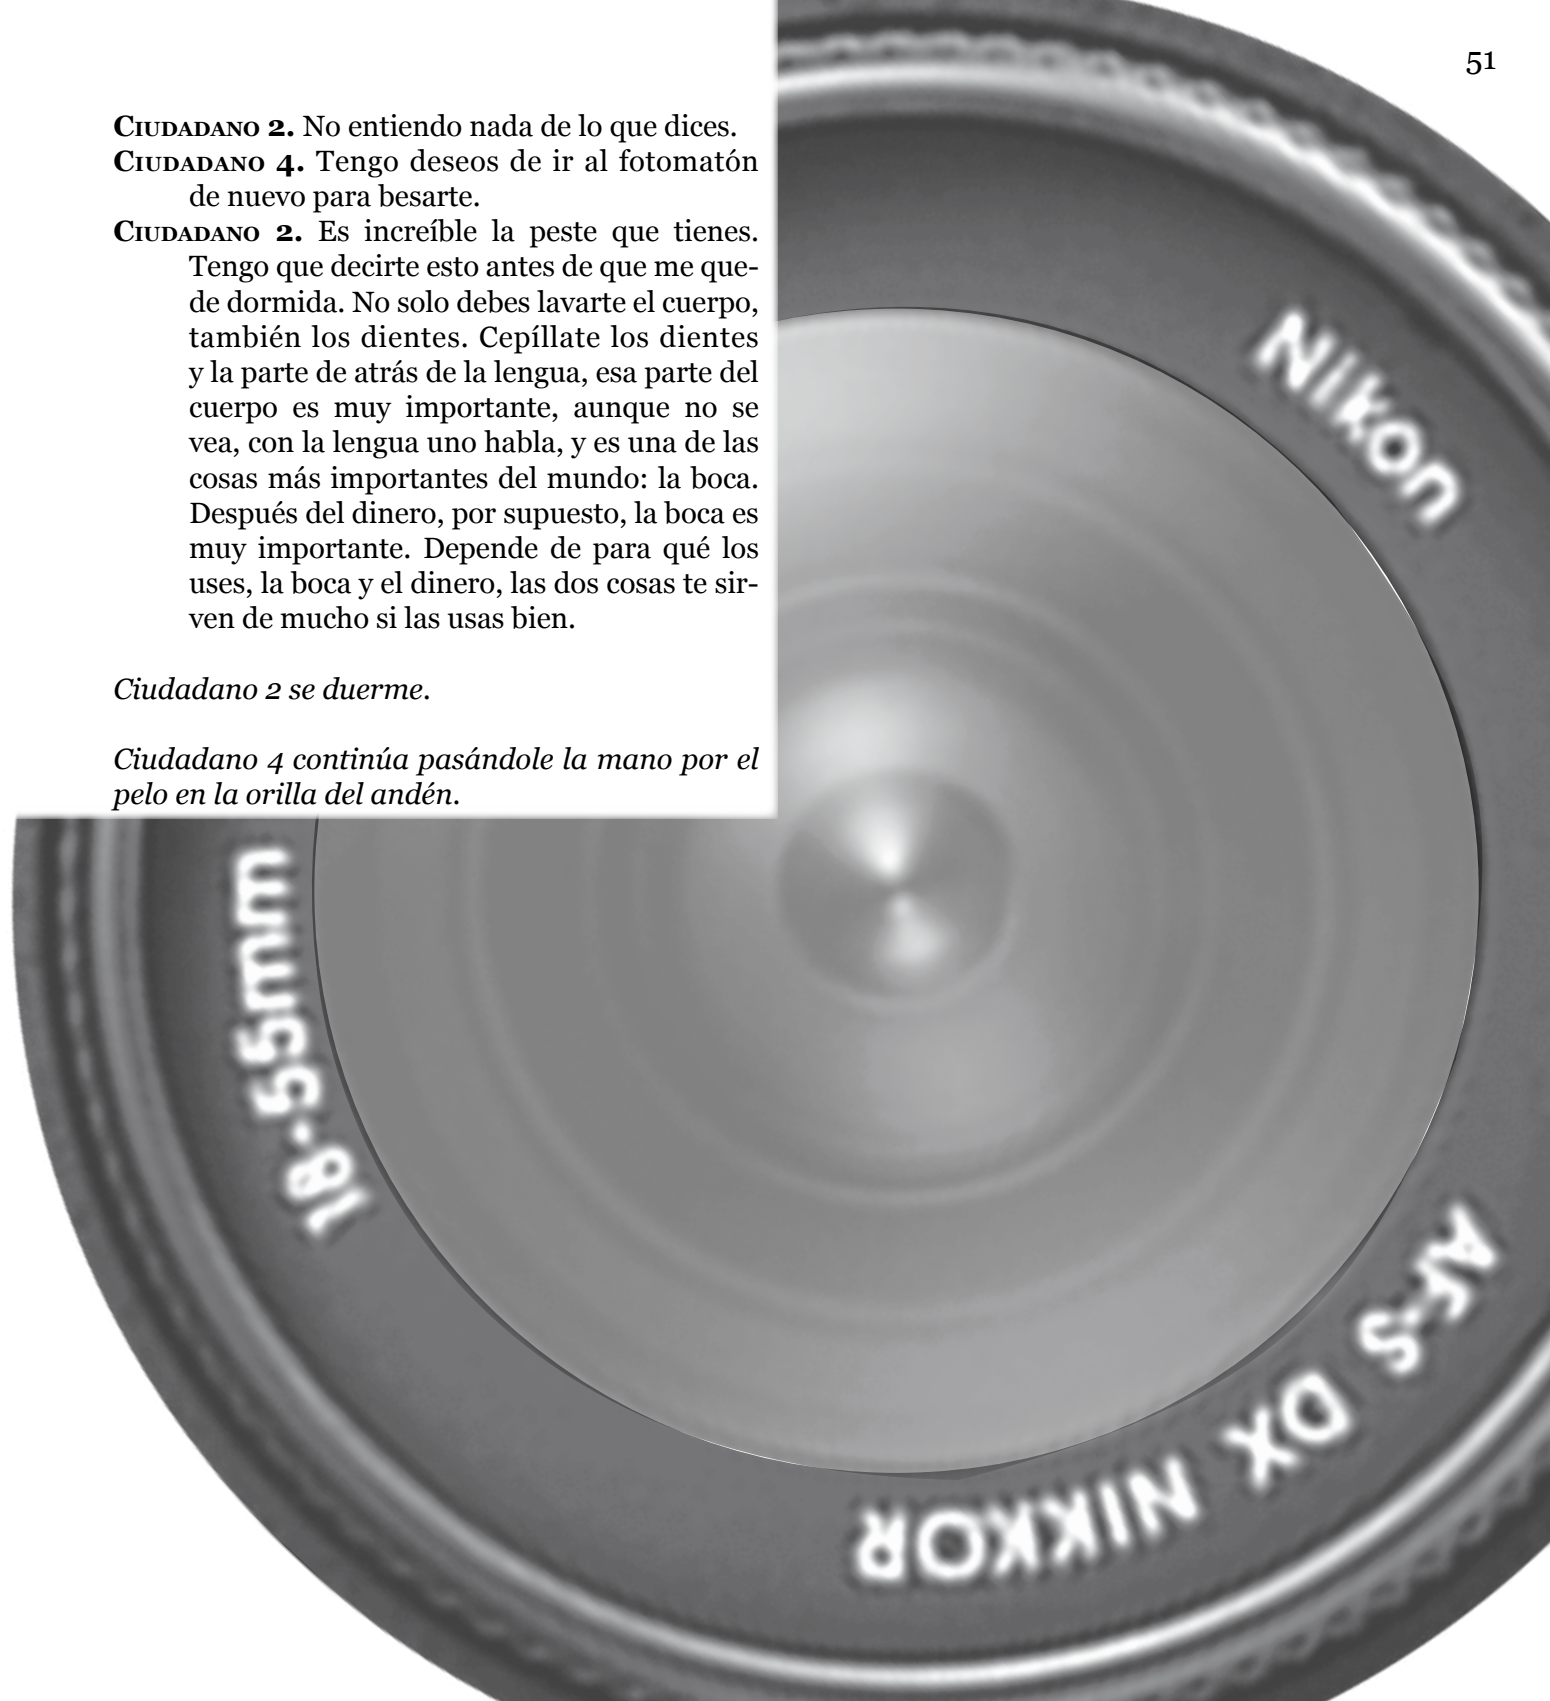 51
CIUDADANO 2. No entiendo nada de lo que dices.
CIUDADANO 4. Tengo deseos de ir al fotomatón
de nuevo para besarte.
CIUDADANO 2. Es increíble la peste que tienes.
Tengo que decirte esto antes de que me que-
de dormida. No solo debes lavarte el cuerpo,
también los dientes. Cepíllate los dientes
y la parte de atrás de la lengua, esa parte del
cuerpo es muy importante, aunque no se
vea, con la lengua uno habla, y es una de las
cosas más importantes del mundo: la boca.
Después del dinero, por supuesto, la boca es
muy importante. Depende de para qué los
uses, la boca y el dinero, las dos cosas te sir-
ven de mucho si las usas bien.
Ciudadano 2 se duerme.
Ciudadano 4 continúa pasándole la mano por el
pelo en la orilla del andén.
Nikon
AF-S DX NIKKOR
18-55mm